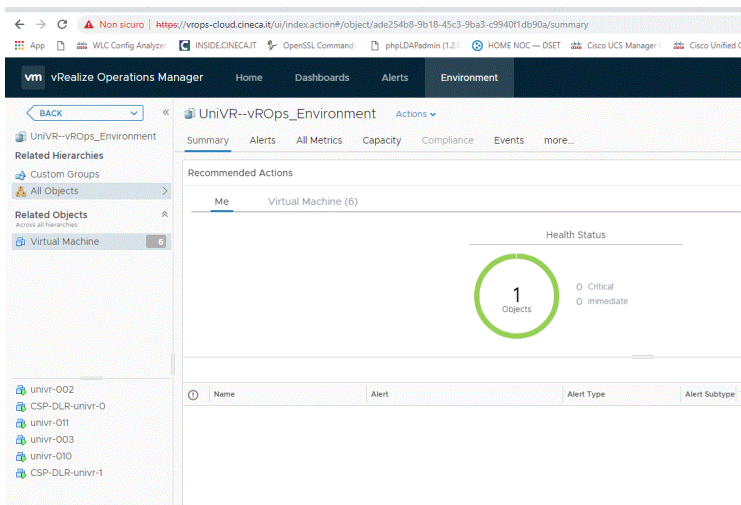 Non sicuro | https://vrops-cloud.cineca.it/ui/index.action#/object/ade254b8-9b18-45c3-9ba3-c9940f1db90a/summary
App WLC Config Analyzer INSIDE.CINECA.IT OpenSSL Command- phpLDAPadmin (1.2. HOME NOC — DSET Cisco UCS Manager Cisco Unified
vm vRealize Operations Manager Home Dashboards Alerts Environment
BACK UniVR--vROps_Environment Actions
UniVR--vROps_Environment Summary Alerts All Metrics Capacity Compliance Events more...
Related Hierarchies
Custom Groups Recommended Actions
All Objects
Me Virtual Machine (6)
Related Objects
Across all hierarchies
Virtual Machine 6
Health Status
1
Objects
0 Critical
0 Immediate
univr-002
CSP-DLR-univr-0
univr-011
univr-003
univr-010
CSP-DLR-univr-1
Name Alert Alert Type Alert Subtype